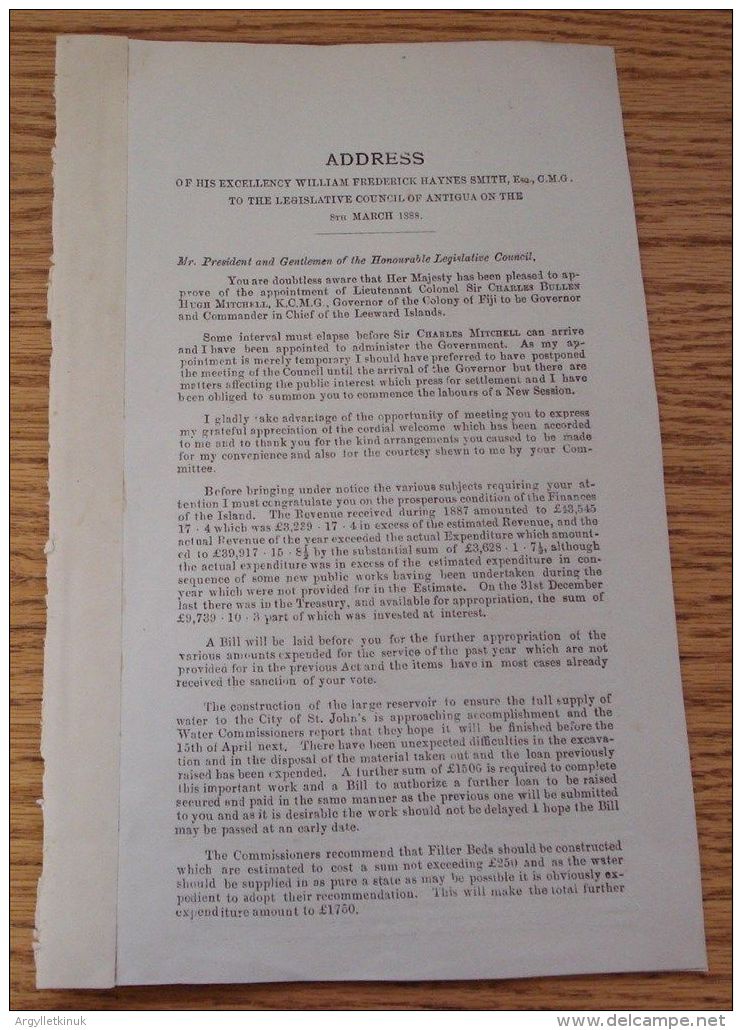 ADDRESS
OF HIS EXCELLENCY WILLIAM FREDERICK HAYNES SMITH, Esq., C.M.G.
TO THE LEGISLATIVE COUNCIL OF ANTIGUA ON THE
8TH MARCH 1888.
Mr. President and Gentlemen of the Honourable Legislative Council,
You are doubtless aware that Her Majesty has been pleased to ap-
prove of the appointment of Lieutenant Colonel Sir CHARLES BULLEN
HUGH MITCHELL, K.C.M.G., Governor of the Colony of Fiji to be Governor
and Commander in Chief of the Leeward Islands.
Some interval must elapse before Sir CHARLES MITCHELL can arrive
and I have been appointed to administer the Government. As my ap-
pointment is merely temporary I should have preferred to have postponed
the meeting of the Council until the arrival of the Governor but there are
matters affecting the public interest which press for settlement and I have
been obliged to summon you to commence the labours of a New Session.
I gladly take advantage of the opportunity of meeting you to express
my grateful appreciation of the cordial welcome which has been accorded
to me and to thank you for the kind arrangements you caused to be made
for my convenience and also for the courtesy shewn to me by your Com-
mittee.
Before bringing under notice the various subjects requiring your at-
tention I must congratulate you on the prosperous condition of the Finances
of the Island. The Revenue received during 1887 amounted to £43,545
17 · 4 which was £3,229 · 17 · 4 in excess of the estimated Revenue, and the
actual Revenue of the year exceeded the actual Expenditure which amount-
ed to £39,917 · 15 · 8½ by the substantial sum of £3,628 · 1 · 7½, although
the actual expenditure was in excess of the estimated expenditure in con-
sequence of some new public works having been undertaken during the
year which were not provided for in the Estimate. On the 31st December
last there was in the Treasury, and available for appropriation, the sum of
£9,739 · 10 · 3 part of which was invested at interest.
A Bill will be laid before you for the further appropriation of the
various amounts expended for the service of the past year which are not
provided for in the previous Act and the items have in most cases already
received the sanction of your vote.
The construction of the large reservoir to ensure the full supply of
water to the City of St. John's is approaching accomplishment and the
Water Commissioners report that they hope it will be finished before the
15th of April next. There have been unexpected difficulties in the excava-
tion and in the disposal of the material taken out and the loan previously
raised has been expended. A further sum of £1500 is required to complete
this important work and a Bill to authorize a further loan to be raised
secured and paid in the same manner as the previous one will be submitted
to you and as it is desirable the work should not be delayed I hope the Bill
may be passed at an early date.
The Commissioners recommend that Filter Beds should be constructed
which are estimated to cost a sum not exceeding £250 and as the water
should be supplied in as pure a state as may be possible it is obviously ex-
pedient to adopt their recommendation. This will make the total further
expenditure amount to £1750.
Argylletkinuk
delcampe.net